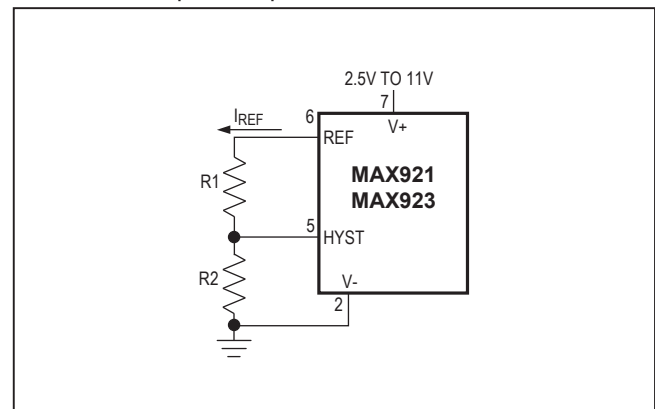 2.5V TO 11V
7
V+
IREF
6
REF
MAX921
MAX923
R1
5
HYST
R2
V-
2